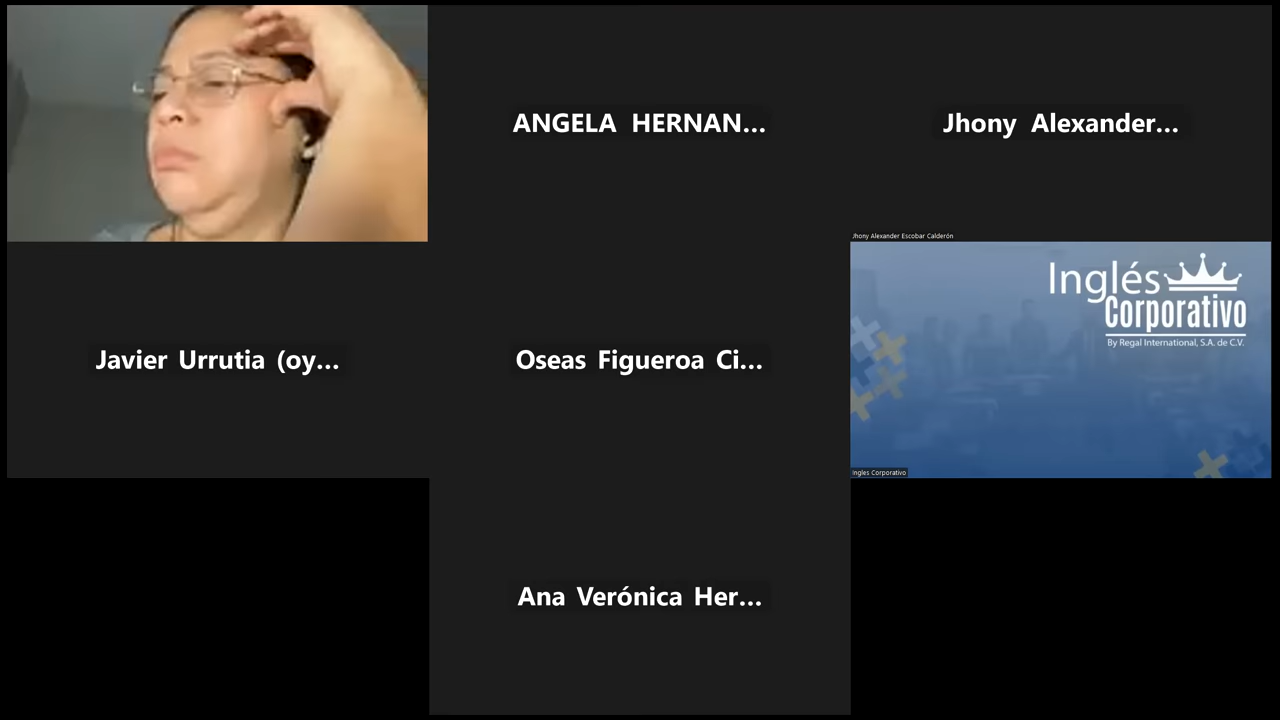 ANGELA HERNAN...
Jhony Alexander...
Jhony Alexander Escobar Calderón
Javier Urrutia (oy...
Oseas Figueroa Ci...
Inglés
Corporativo
By Regal International, S.A. de C.V.
Ingles Corporativo
Ana Verónica Her...